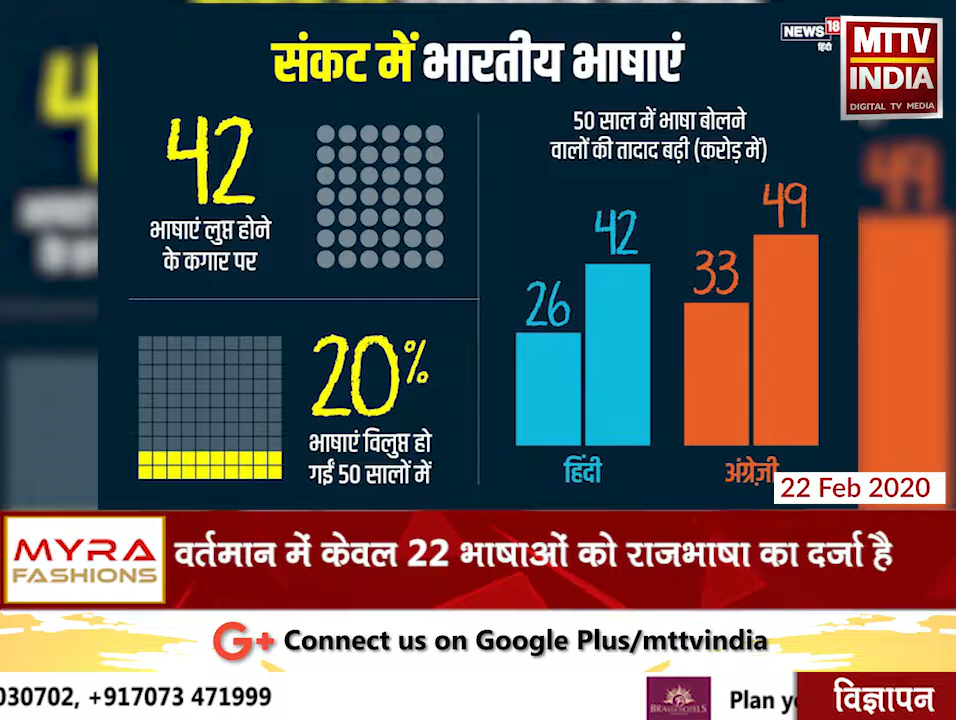 NEWS 18
हिंदी
MTTV
INDIA
DIGITAL TV MEDIA
संकट में भारतीय भाषाएं
42
भाषाएं लुप्त होने
के कगार पर
20%
भाषाएं विलुप्त हो
गईं 50 सालों में
50 साल में भाषा बोलने
वालों की तादाद बढ़ी (करोड़ में)
26
42
33
49
हिंदी
अंग्रेज़ी
22 Feb 2020
MYRA
FASHIONS
वर्तमान में केवल 22 भाषाओं को राजभाषा का दर्जा है
G+ Connect us on Google Plus/mttvindia
030702, +917073 471999
Plan
विज्ञापन